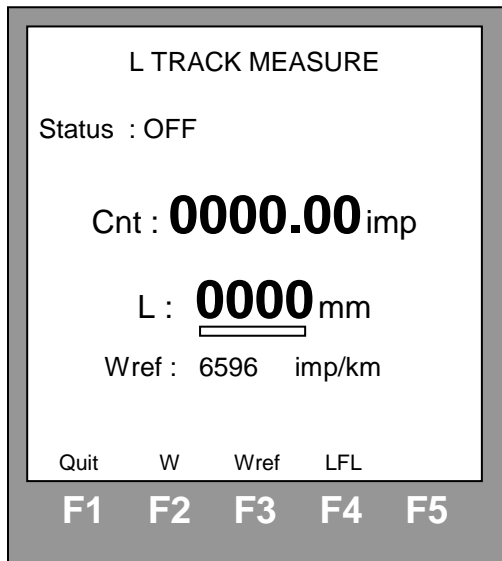 L TRACK MEASURE
Status : OFF
Cnt : 0000.00 imp
L : 0000 mm
Wref : 6596 imp/km
Quit W Wref LFL
F1 F2 F3 F4 F5